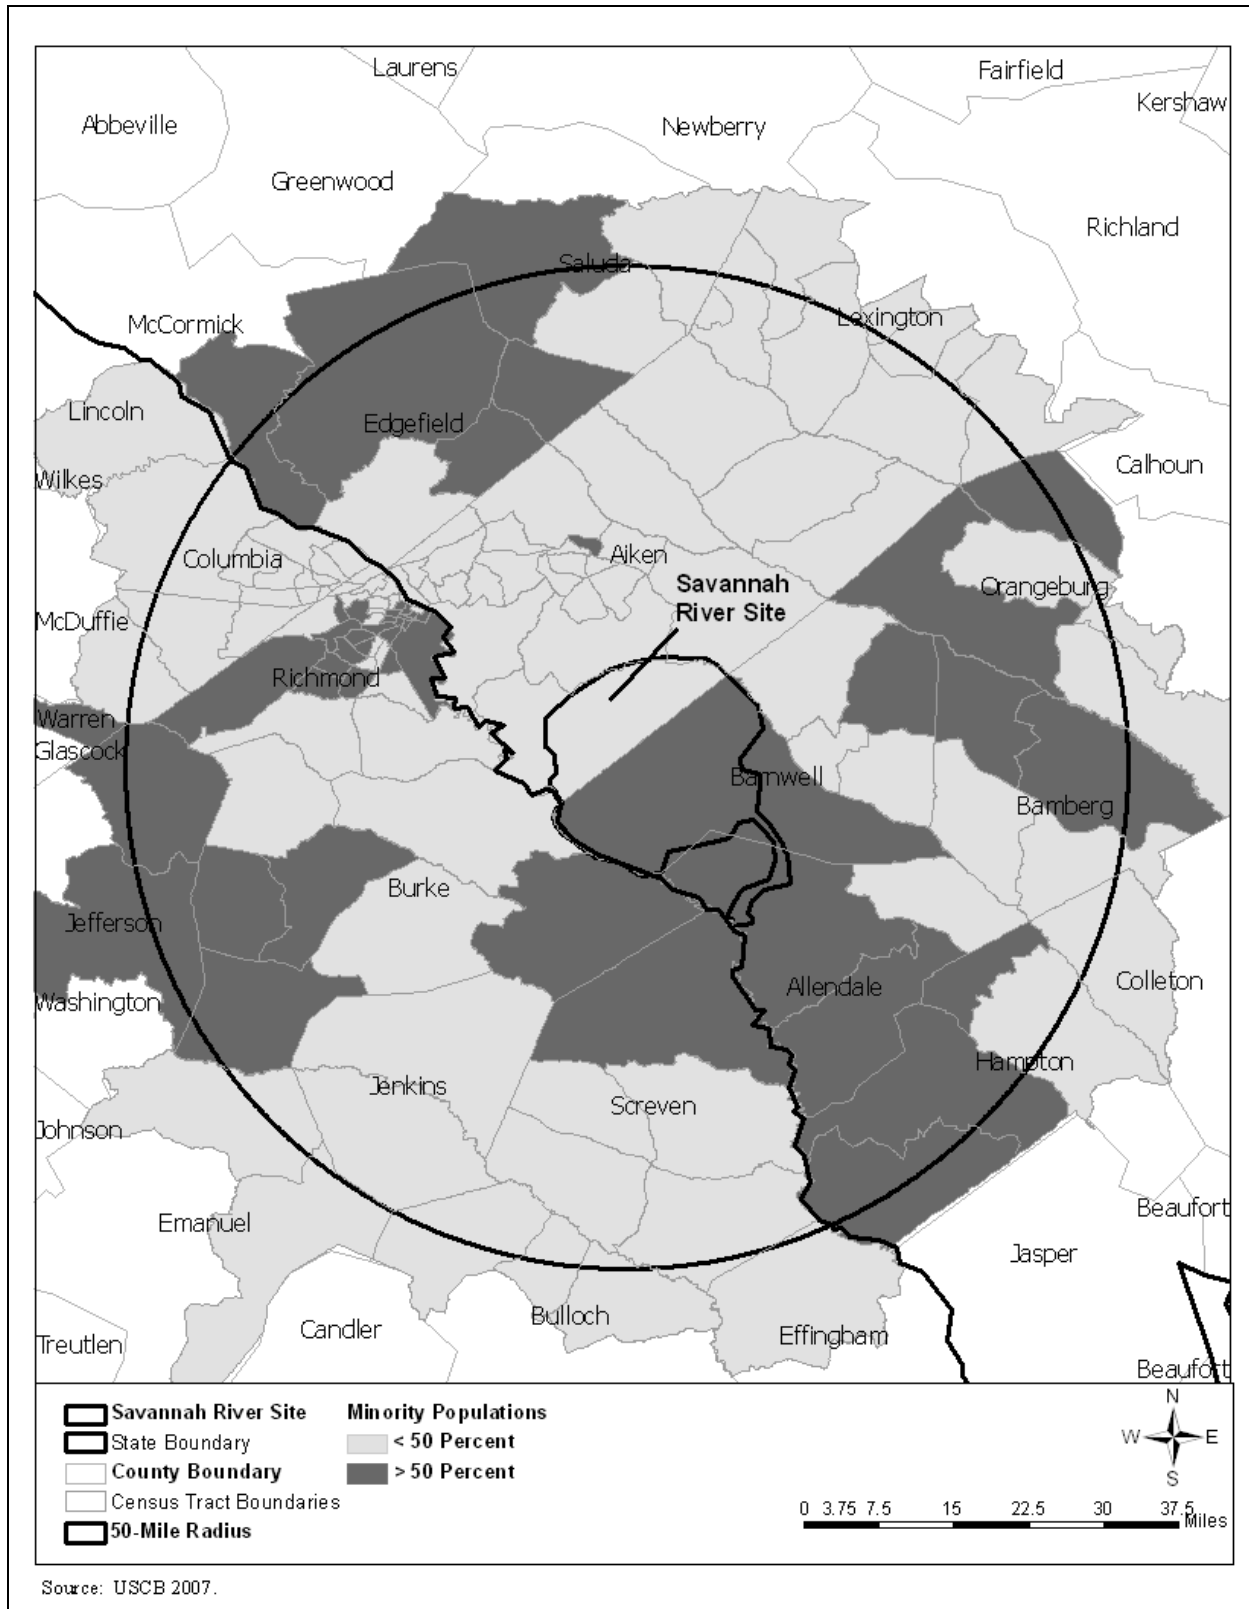 Laurens
Fairfield
Kershaw
Abbeville
Newberry
Greenwood
Richland
Saluda
McCormick
Lexington
Lincoln
Edgefield
Calhoun
Wilkes
Columbia
Aiken
Savannah
River Site
Orangeburg
McDuffie
Richmond
Warren
Glascock
Barnwell
Bamberg
Burke
Jefferson
Allendale
Colleton
Washington
Hampton
Jenkins
Screven
Johnson
Beaufort
Emanuel
Jasper
Bulloch
Candler
Effingham
Treutlen
Beaufort
Savannah River Site
State Boundary
County Boundary
Census Tract Boundaries
50-Mile Radius
Minority Populations
< 50 Percent
> 50 Percent
N
W E
S
0 3.75 7.5 15 22.5 30 37.5
Miles
Source: USCB 2007.